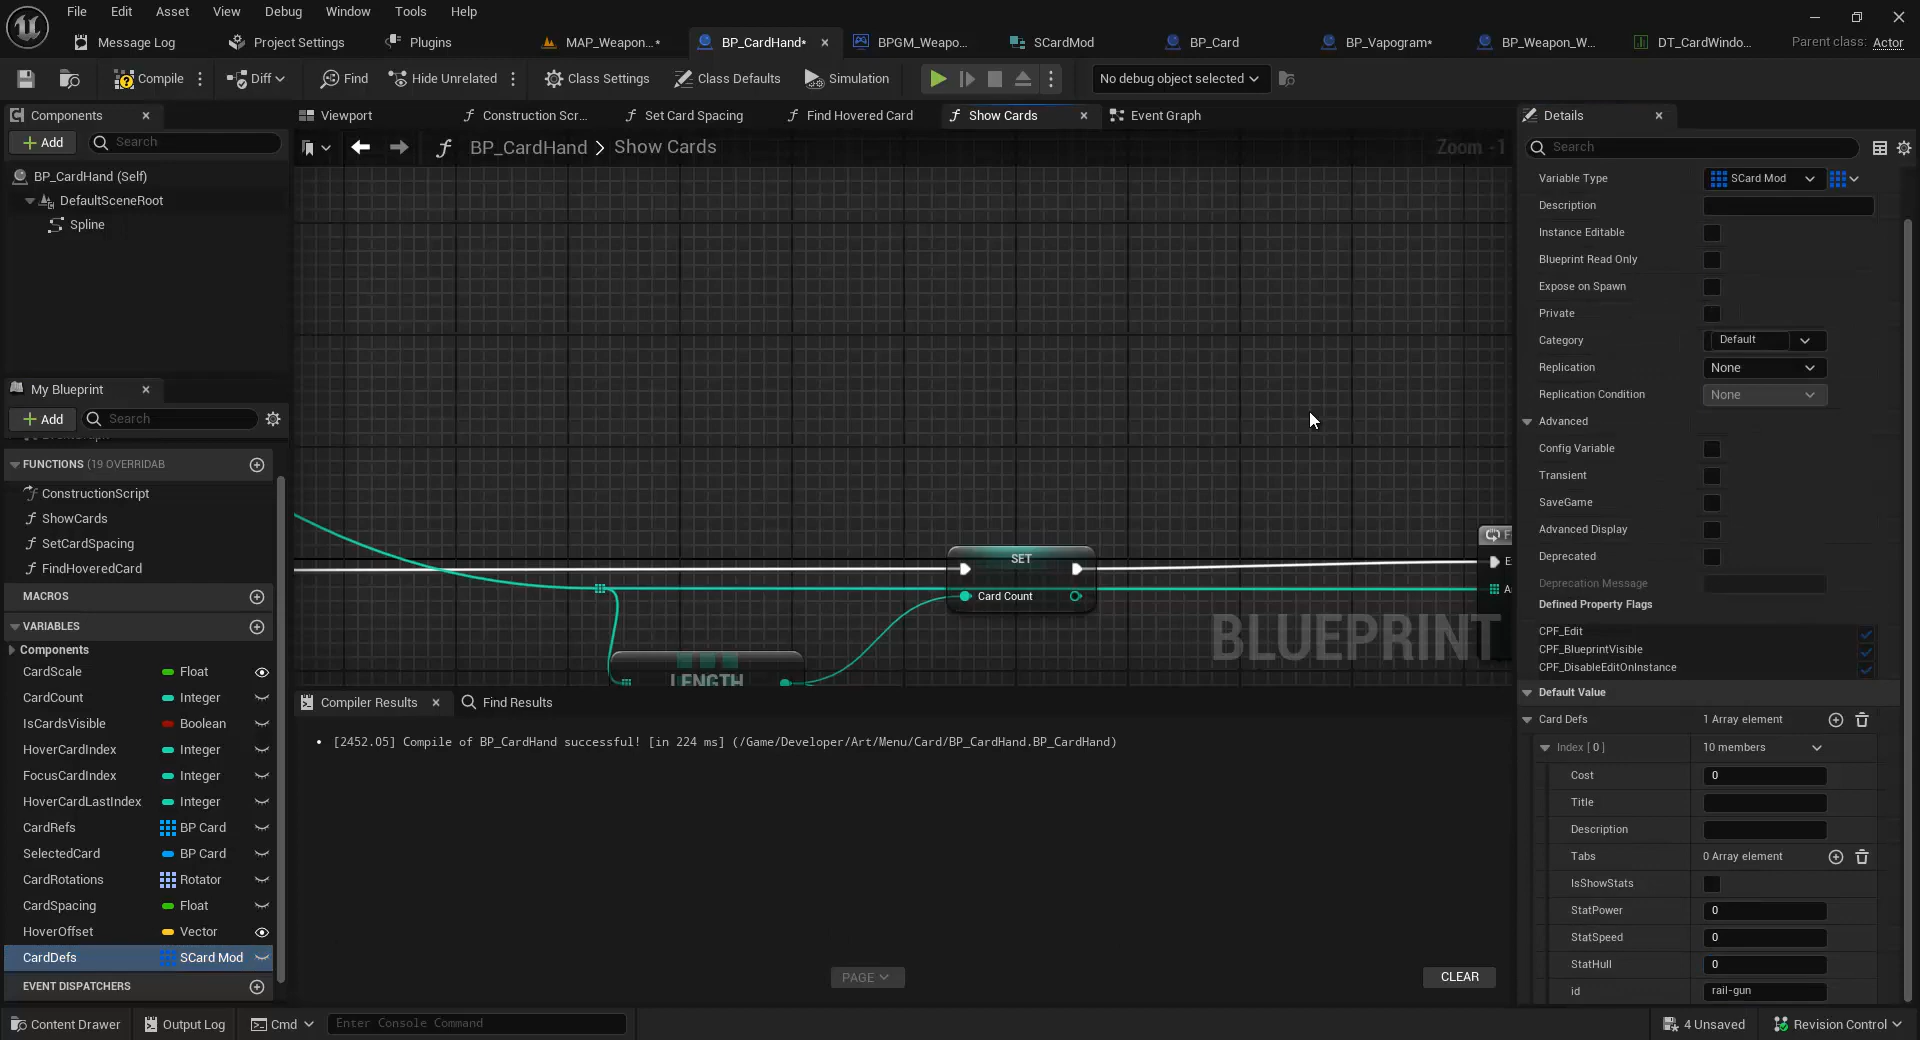 File Edit Asset View Debug Window Tools Help
Message Log Project Settings Plugins MAP_Weapon...* BP_CardHand* BPGM_Weapo... SCardMod BP_Card BP_Vapogram* BP_Weapon_W... DT_CardWindo... Parent class: Actor
Compile Diff Find Hide Unrelated Class Settings Class Defaults Simulation No debug object selected
Components
Add Search
BP_CardHand (Self)
DefaultSceneRoot
Spline
My Blueprint
Add Search
FUNCTIONS (19 OVERRIDAB
ConstructionScript
ShowCards
SetCardSpacing
FindHoveredCard
MACROS
VARIABLES
Components
CardScale Float
CardCount Integer
IsCardsVisible Boolean
HoverCardIndex Integer
FocusCardIndex Integer
HoverCardLastIndex Integer
CardRefs BP Card
SelectedCard BP Card
CardRotations Rotator
CardSpacing Float
HoverOffset Vector
CardDefs SCard Mod
EVENT DISPATCHERS
Viewport Construction Scr... Set Card Spacing Find Hovered Card Show Cards Event Graph
BP_CardHand > Show Cards Zoom -1
SET
Card Count
LENGTH
BLUEPRINT
Compiler Results Find Results
• [2452.05] Compile of BP_CardHand successful! [in 224 ms] (/Game/Developer/Art/Menu/Card/BP_CardHand.BP_CardHand)
PAGE CLEAR
Details
Search
Variable Type SCard Mod
Description
Instance Editable
Blueprint Read Only
Expose on Spawn
Private
Category Default
Replication None
Replication Condition None
Advanced
Config Variable
Transient
SaveGame
Advanced Display
Deprecated
Deprecation Message
Defined Property Flags
CPF_Edit
CPF_BlueprintVisible
CPF_DisableEditOnInstance
Default Value
Card Defs 1 Array element
Index [ 0 ] 10 members
Cost 0
Title
Description
Tabs 0 Array element
IsShowStats
StatPower 0
StatSpeed 0
StatHull 0
id rail-gun
Content Drawer Output Log Cmd Enter Console Command 4 Unsaved Revision Control